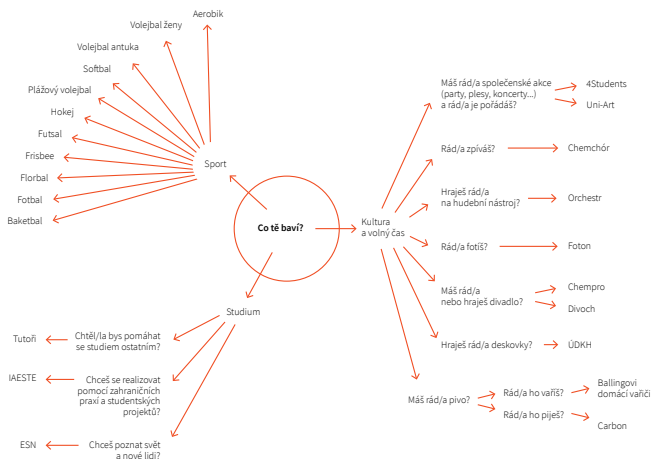 Co tě baví?
Sport
Aerobik
Volejbal ženy
Volejbal antuka
Softbal
Plážový volejbal
Hokej
Futsal
Frisbee
Florbal
Fotbal
Baketbal
Kultura
a volný čas
Máš rád/a společenské akce
(party, plesy, koncerty...)
a rád/a je pořádáš?
4Students
Uni-Art
Rád/a zpíváš?
Chemchór
Hraješ rád/a
na hudební nástroj?
Orchestr
Rád/a fotíš?
Foton
Máš rád/a
nebo hraješ divadlo?
Chempro
Divoch
Hraješ rád/a deskovky?
ÚDKH
Máš rád/a pivo?
Rád/a ho vaříš?
Ballingovi
domácí vařiči
Rád/a ho piješ?
Carbon
Studium
Chtěl/la bys pomáhat
se studiem ostatním?
Tutoři
Chceš se realizovat
pomocí zahraničních
praxí a studentských
projektů?
IAESTE
Chceš poznat svět
a nové lidi?
ESN